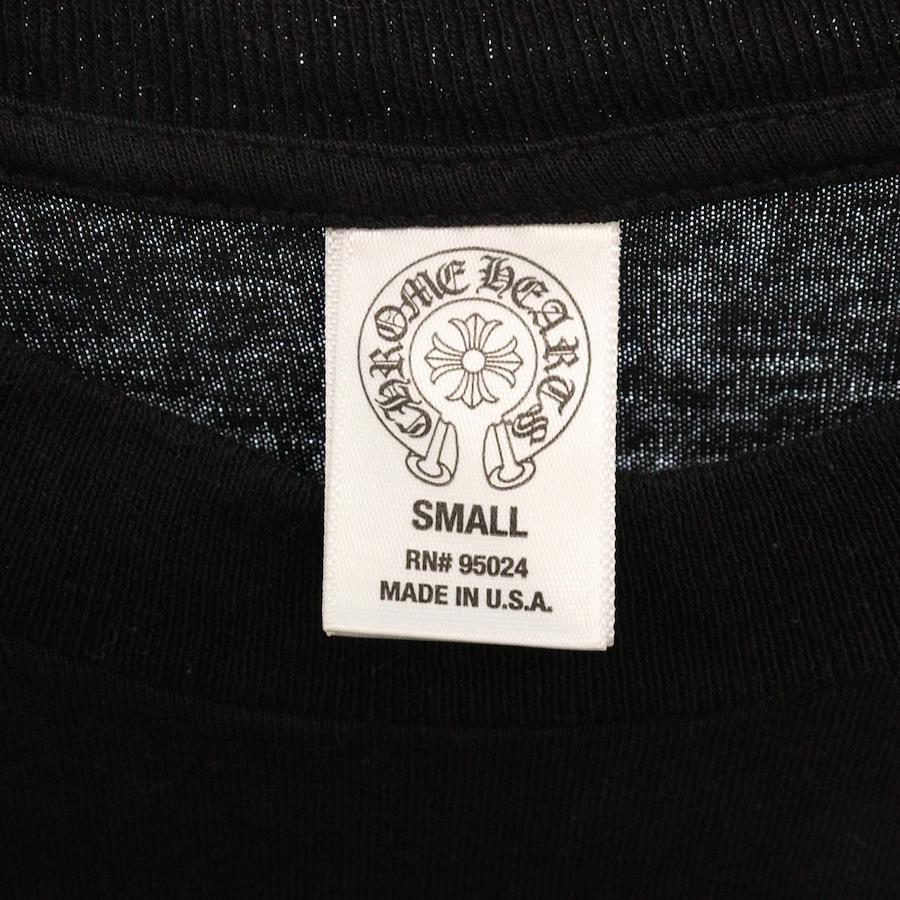 CHROME HEARTS
SMALL
RN# 95024
MADE IN U.S.A.